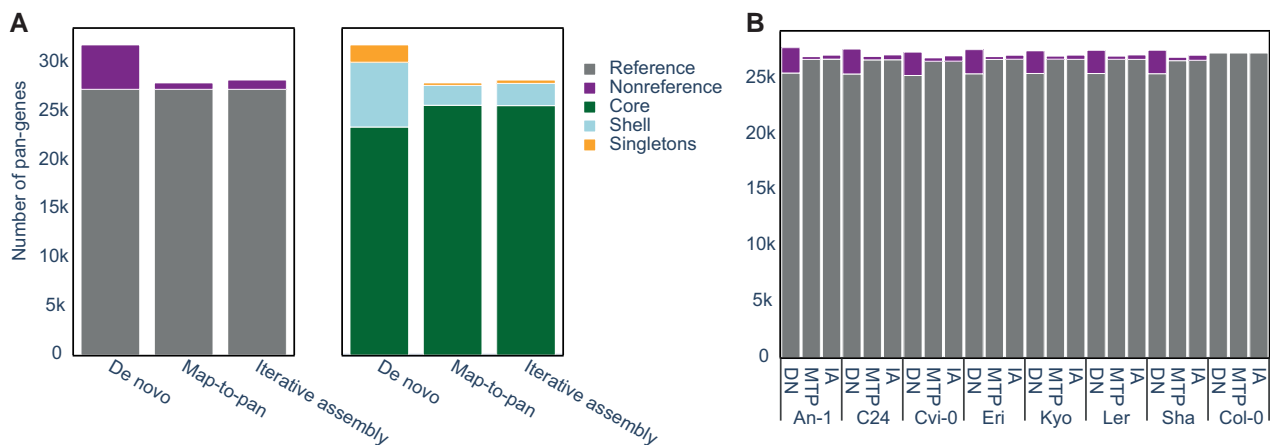 A
Number of pan-genes
30k
25k
20k
15k
10k
5k
0
De novo
Map-to-pan
Iterative assembly
De novo
Map-to-pan
Iterative assembly
Reference
Nonreference
Core
Shell
Singletons
B
25k
20k
15k
10k
5k
0
DN MTP IA DN MTP IA DN MTP IA DN MTP IA DN MTP IA DN MTP IA DN MTP IA DN MTP IA
An-1 C24 Cvi-0 Eri Kyo Ler Sha Col-0